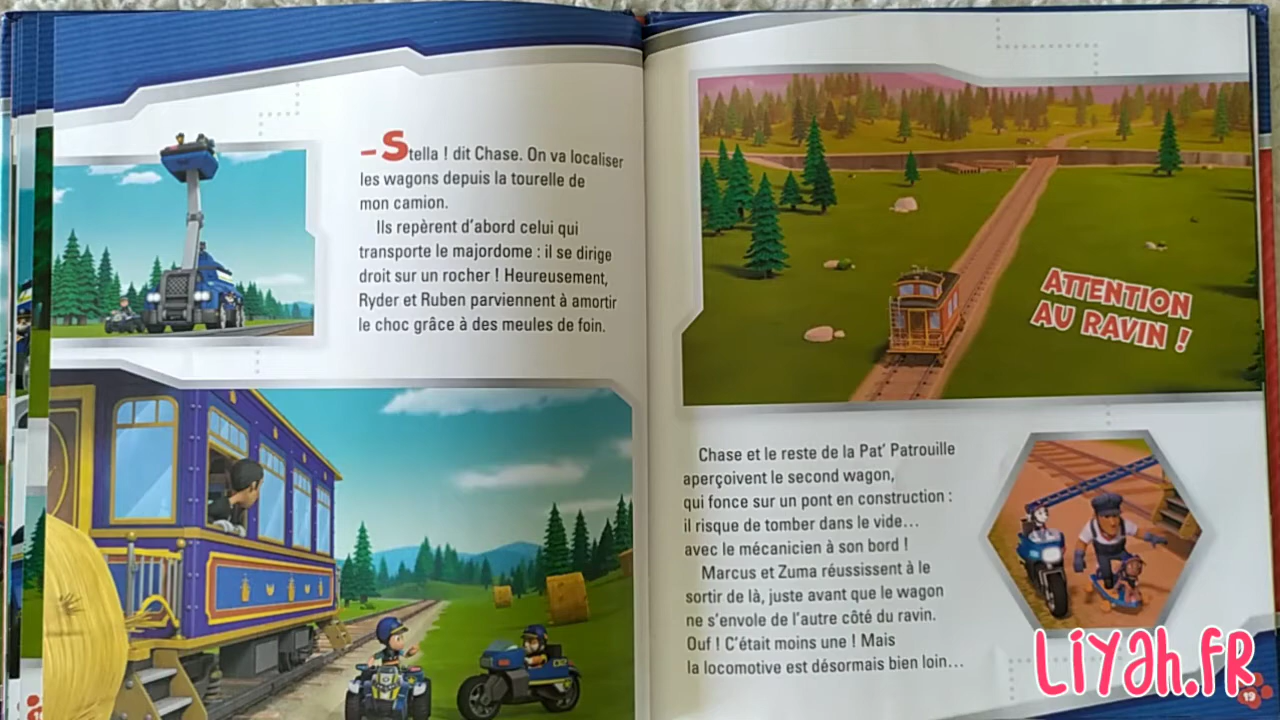 – Stella ! dit Chase. On va localiser
les wagons depuis la tourelle de
mon camion.
Ils repèrent d'abord celui qui
transporte le majordome : il se dirige
droit sur un rocher ! Heureusement,
Ryder et Ruben parviennent à amortir
le choc grâce à des meules de foin.
ATTENTION
AU RAVIN !
Chase et le reste de la Pat' Patrouille
aperçoivent le second wagon,
qui fonce sur un pont en construction :
il risque de tomber dans le vide...
avec le mécanicien à son bord !
Marcus et Zuma réussissent à le
sortir de là, juste avant que le wagon
ne s'envole de l'autre côté du ravin.
Ouf ! C'était moins une ! Mais
la locomotive est désormais bien loin...
LiYah.FR
19